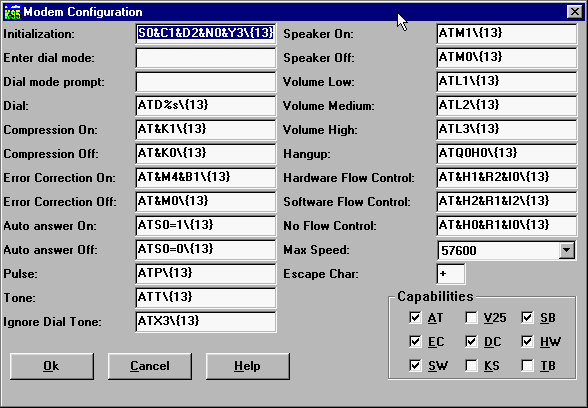 K95 Modem Configuration
Initialization: S0&C1&D2&N0&Y3\{13}
Enter dial mode:
Dial mode prompt:
Dial: ATD%s\{13}
Compression On: AT&K1\{13}
Compression Off: AT&K0\{13}
Error Correction On: AT&M4&B1\{13}
Error Correction Off: AT&M0\{13}
Auto answer On: ATS0=1\{13}
Auto answer Off: ATS0=0\{13}
Pulse: ATP\{13}
Tone: ATT\{13}
Ignore Dial Tone: ATX3\{13}
Speaker On: ATM1\{13}
Speaker Off: ATM0\{13}
Volume Low: ATL1\{13}
Volume Medium: ATL2\{13}
Volume High: ATL3\{13}
Hangup: ATQ0H0\{13}
Hardware Flow Control: AT&H1&R2&I0\{13}
Software Flow Control: AT&H2&R1&I2\{13}
No Flow Control: AT&H0&R1&I0\{13}
Max Speed: 57600
Escape Char: +
Capabilities
AT V25 SB
EC DC HW
SW KS TB
Ok Cancel Help